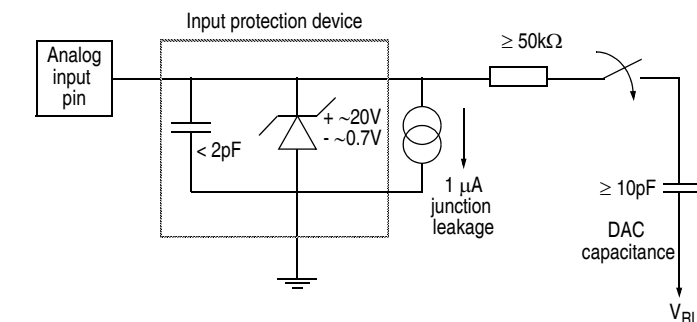 Input protection device
Analog
input
pin
< 2pF
+ ~20V
- ~0.7V
1 µA
junction
leakage
≥ 50kΩ
≥ 10pF
DAC
capacitance